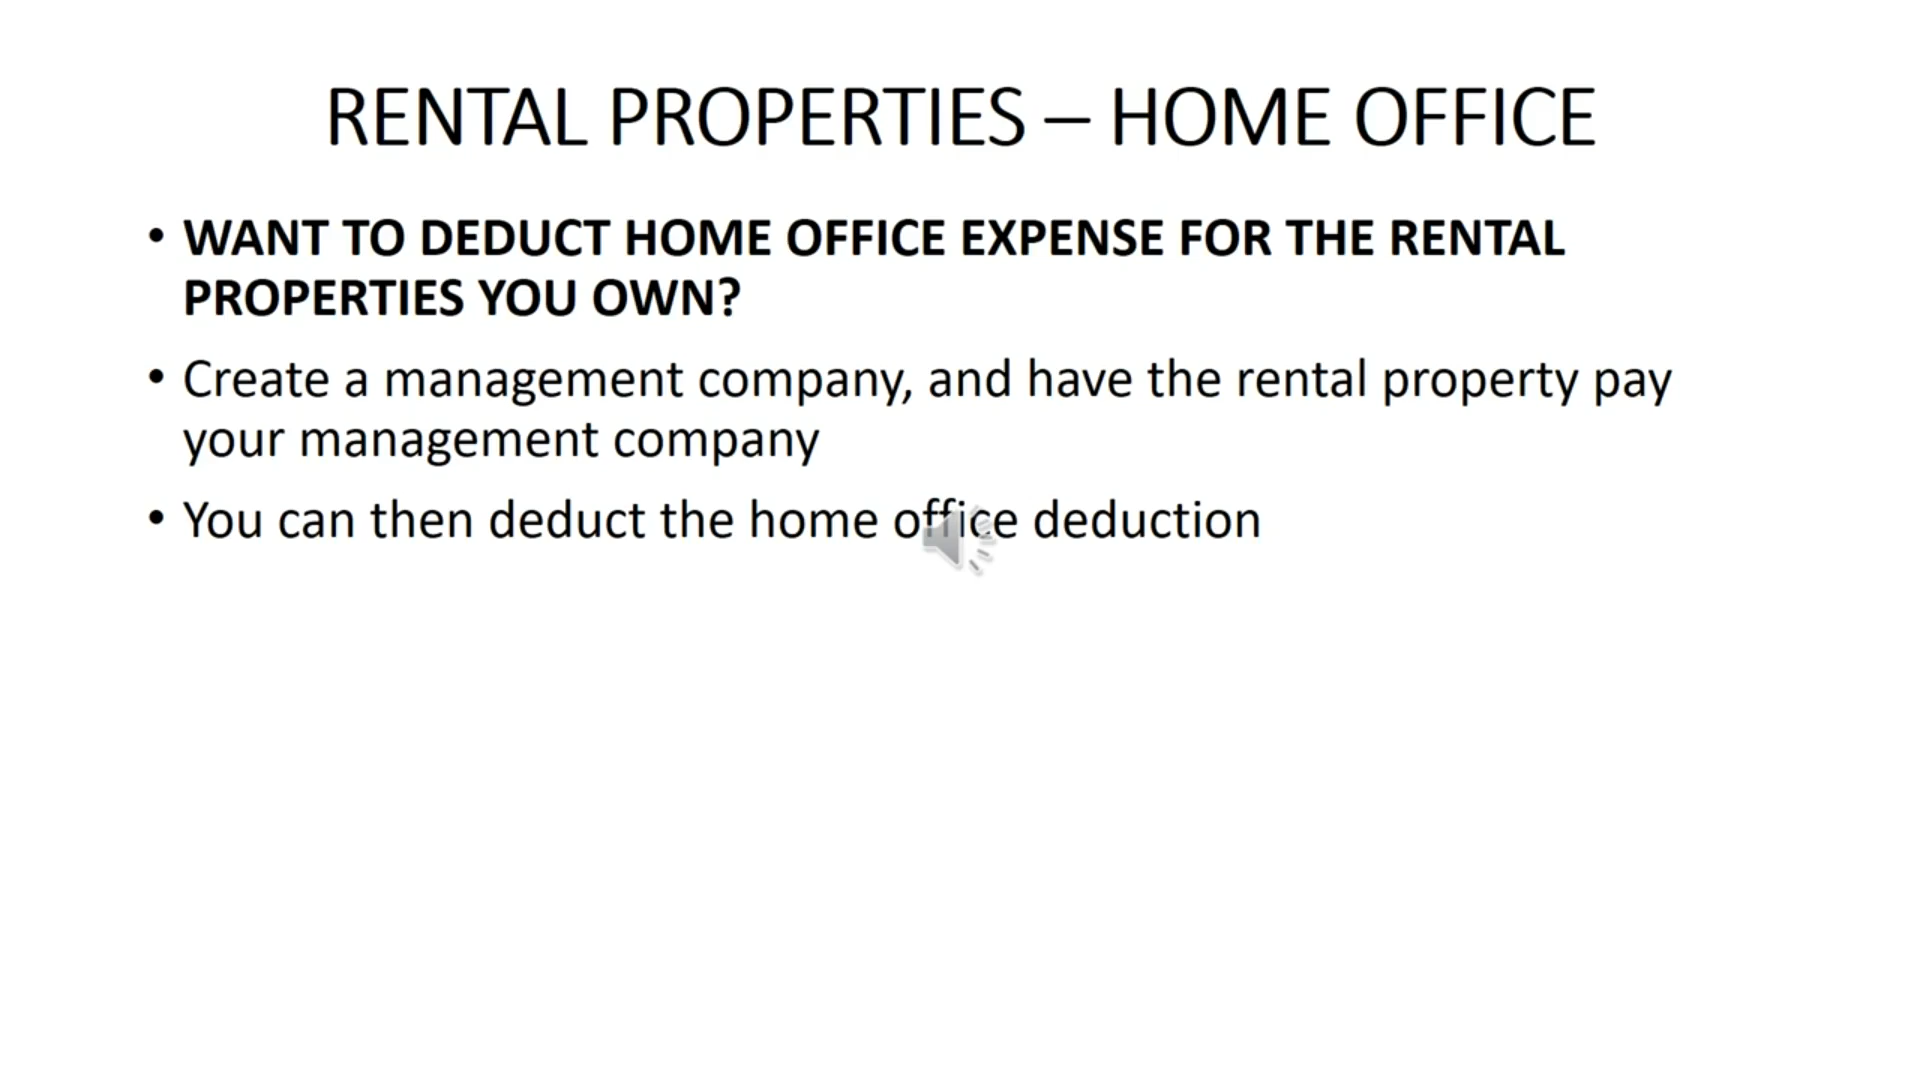 RENTAL PROPERTIES – HOME OFFICE
• WANT TO DEDUCT HOME OFFICE EXPENSE FOR THE RENTAL
PROPERTIES YOU OWN?
• Create a management company, and have the rental property pay
your management company
• You can then deduct the home office deduction